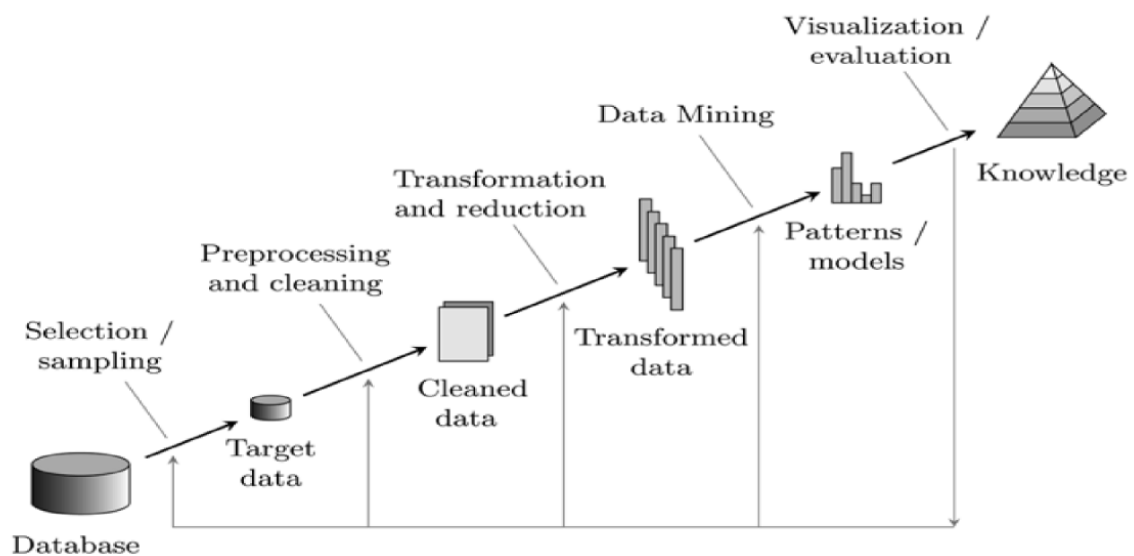 Visualization /
evaluation
Data Mining
Knowledge
Transformation
and reduction
Patterns /
models
Preprocessing
and cleaning
Transformed
data
Selection /
sampling
Cleaned
data
Target
data
Database